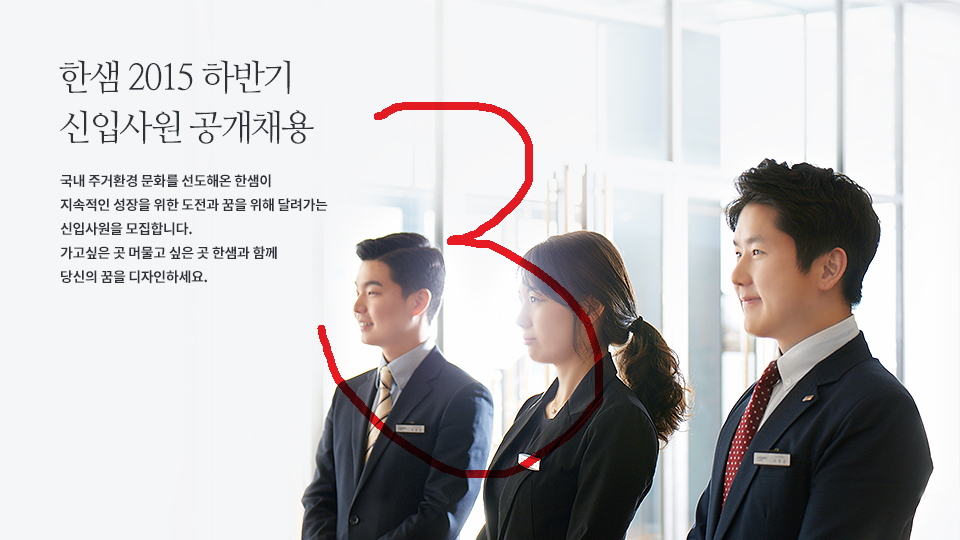 한샘 2015 하반기
신입사원 공개채용
국내 주거환경 문화를 선도해온 한샘이
지속적인 성장을 위한 도전과 꿈을 위해 달려가는
신입사원을 모집합니다.
가고싶은 곳 머물고 싶은 곳 한샘과 함께
당신의 꿈을 디자인하세요.
3